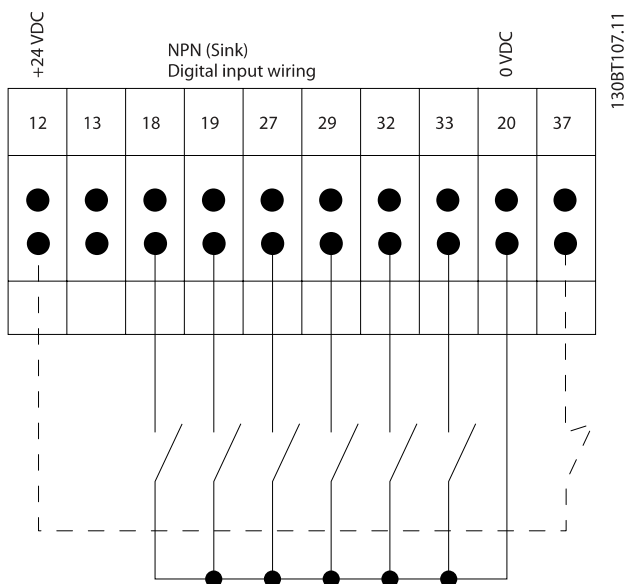 +24 VDC
NPN (Sink)
Digital input wiring
0 VDC
130BT107.11
12 13 18 19 27 29 32 33 20 37